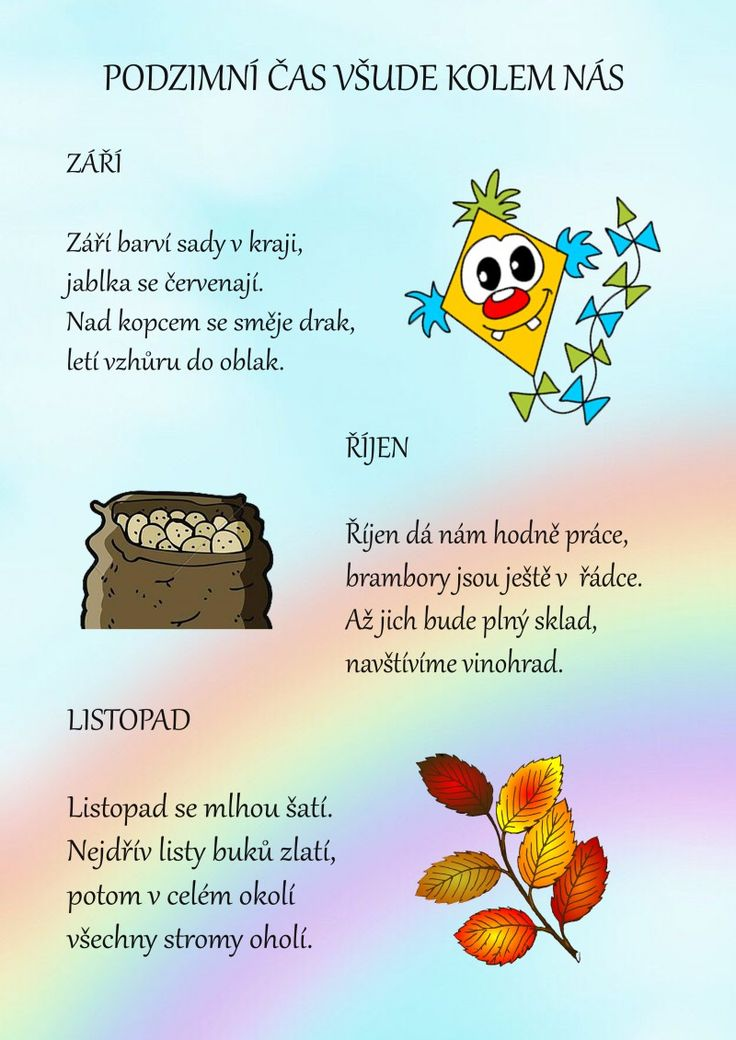 PODZIMNÍ ČAS VŠUDE KOLEM NÁS
ZÁŘÍ
Září barví sady v kraji,
jablka se červenají.
Nad kopcem se směje drak,
letí vzhůru do oblak.
ŘÍJEN
Říjen dá nám hodně práce,
brambory jsou ještě v řádce.
Až jich bude plný sklad,
navštívíme vinohrad.
LISTOPAD
Listopad se mlhou šatí.
Nejdřív listy buků zlatí,
potom v celém okolí
všechny stromy oholí.